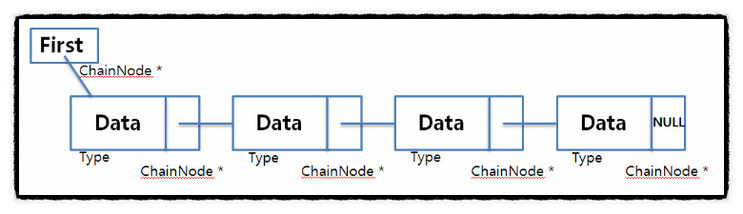 First
ChainNode *
Data Data Data Data NULL
Type Type Type Type
ChainNode * ChainNode * ChainNode * ChainNode *